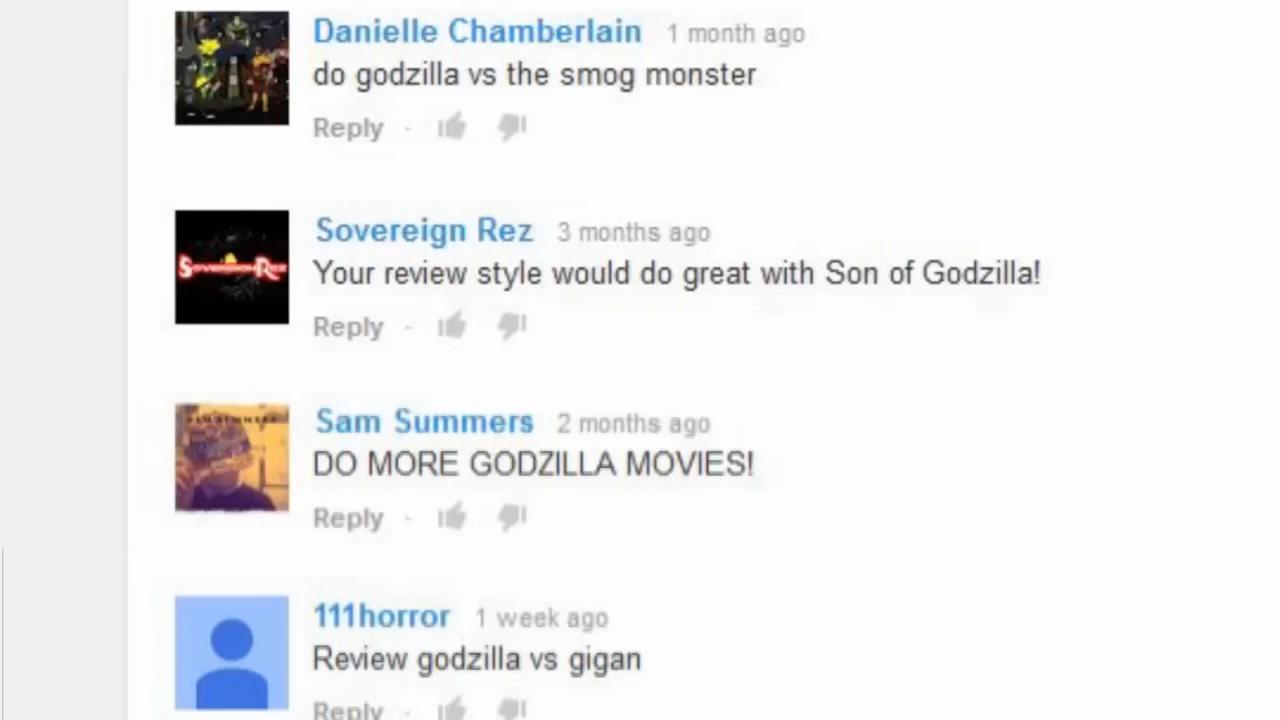 Danielle Chamberlain 1 month ago
do godzilla vs the smog monster
Reply ·
SOVEREIGN REZ
Sovereign Rez 3 months ago
Your review style would do great with Son of Godzilla!
Reply ·
Sam Summers 2 months ago
DO MORE GODZILLA MOVIES!
Reply ·
111horror 1 week ago
Review godzilla vs gigan
Reply ·